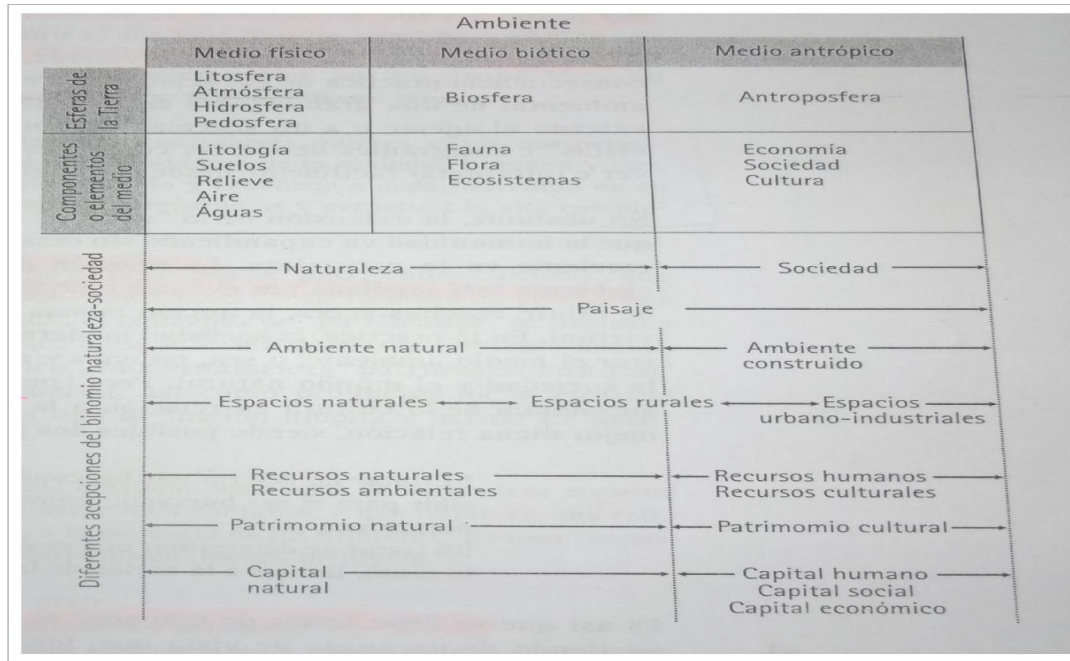 Ambiente
Medio físico Medio biótico Medio antrópico
Esferas de
la Tierra
Litosfera
Atmósfera
Hidrosfera
Pedosfera
Biosfera
Antroposfera
Componentes
o elementos
del medio
Litología
Suelos
Relieve
Aire
Águas
Fauna
Flora
Ecosistemas
Economía
Sociedad
Cultura
Diferentes acepciones del binomio naturaleza-sociedad
Naturaleza Sociedad
Paisaje
Ambiente natural Ambiente
construido
Espacios naturales Espacios rurales Espacios
urbano-industriales
Recursos naturales Recursos humanos
Recursos ambientales Recursos culturales
Patrimomio natural Patrimomio cultural
Capital
natural
Capital humano
Capital social
Capital económico